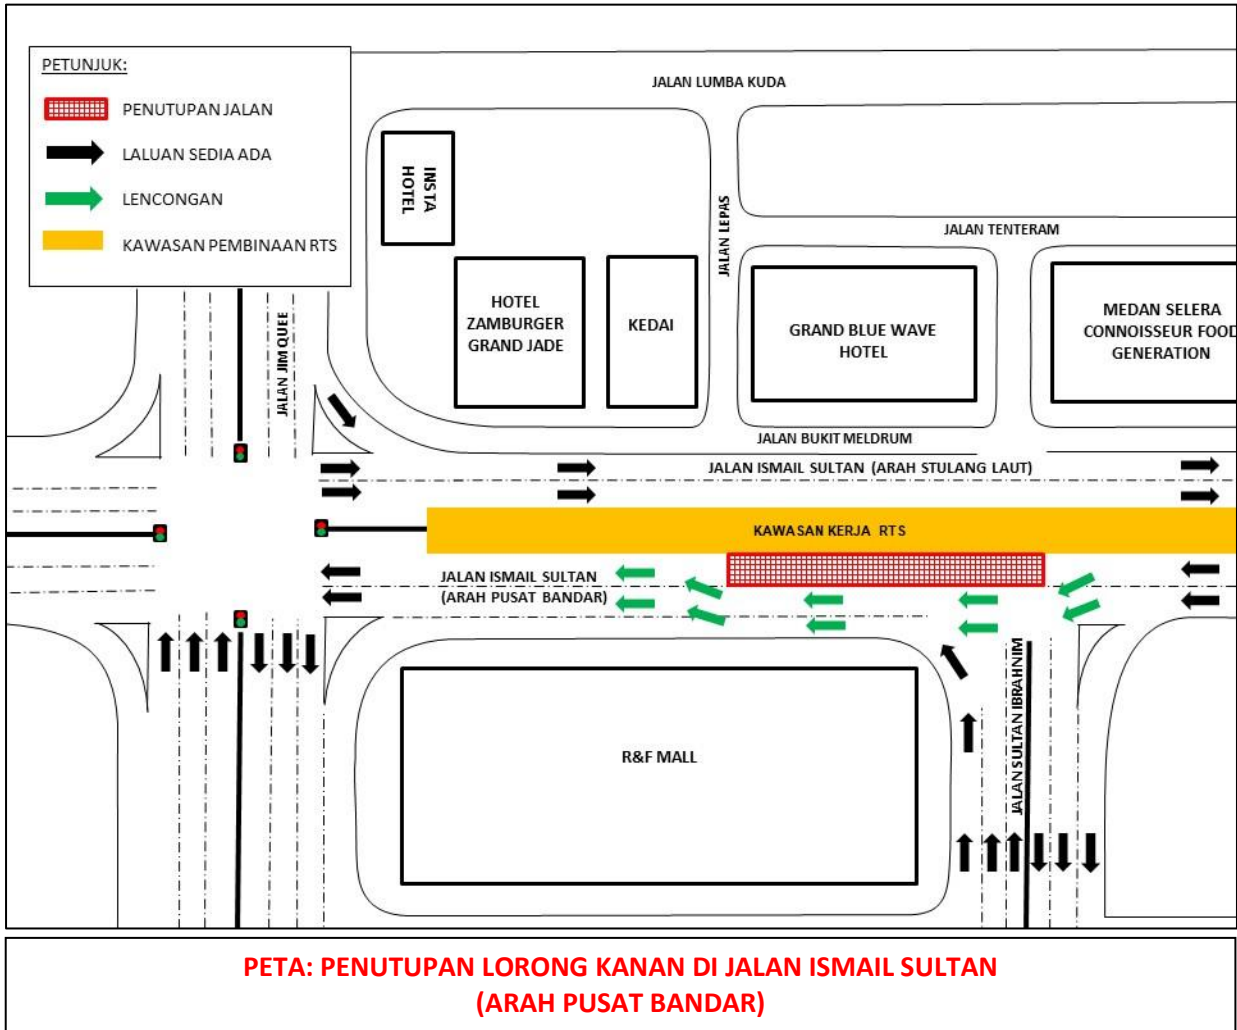 PETUNJUK:
PENUTUPAN JALAN
LALUAN SEDIA ADA
LENCONGAN
KAWASAN PEMBINAAN RTS
JALAN LUMBA KUDA
INSTA
HOTEL
JALAN LEPAS
JALAN TENTERAM
HOTEL
ZAMBURGER
GRAND JADE
KEDAI
GRAND BLUE WAVE
HOTEL
MEDAN SELERA
CONNOISSEUR FOOD
GENERATION
JALAN JIM QUEE
JALAN BUKIT MELDRUM
JALAN ISMAIL SULTAN (ARAH STULANG LAUT)
KAWASAN KERJA RTS
JALAN ISMAIL SULTAN
(ARAH PUSAT BANDAR)
JALAN SULTAN IBRAHNIM
R&F MALL
PETA: PENUTUPAN LORONG KANAN DI JALAN ISMAIL SULTAN
(ARAH PUSAT BANDAR)